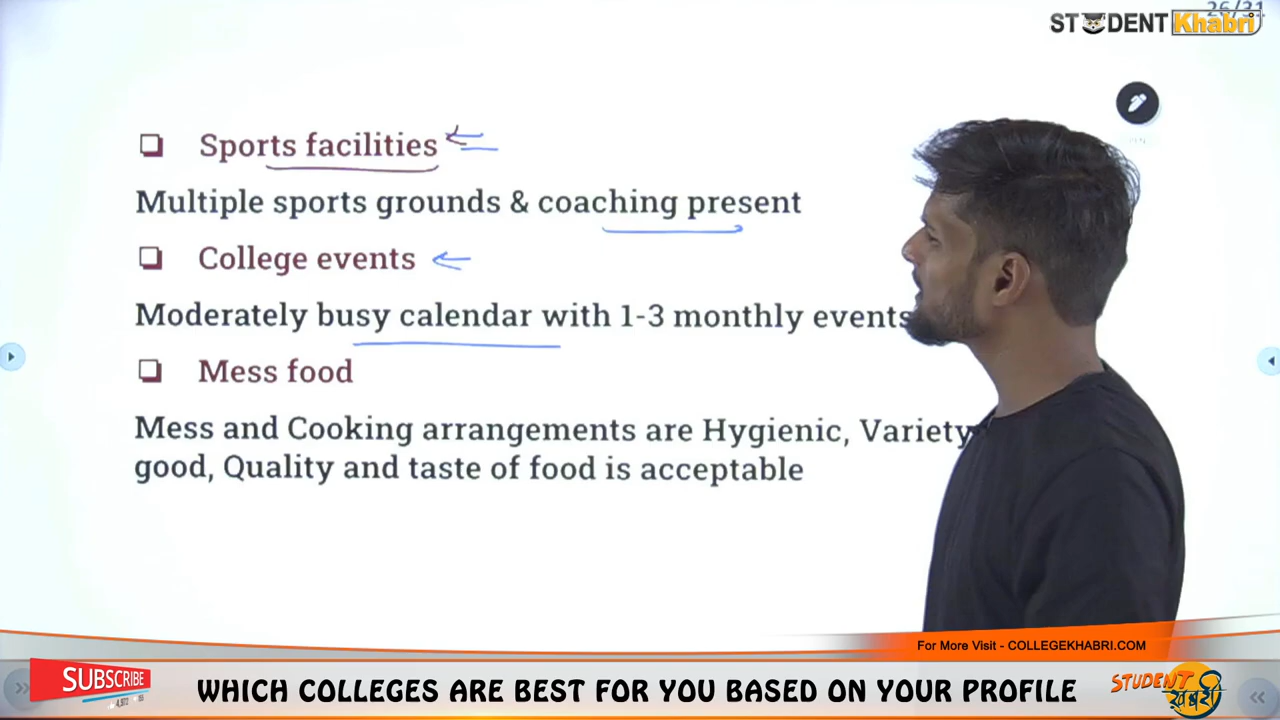 26/31
STUDENT Khabri
Sports facilities
Multiple sports grounds & coaching present
College events
Moderately busy calendar with 1-3 monthly events
Mess food
Mess and Cooking arrangements are Hygienic, Variety
good, Quality and taste of food is acceptable
For More Visit - COLLEGEKHABRI.COM
SUBSCRIBE
WHICH COLLEGES ARE BEST FOR YOU BASED ON YOUR PROFILE
STUDENT
खबरी